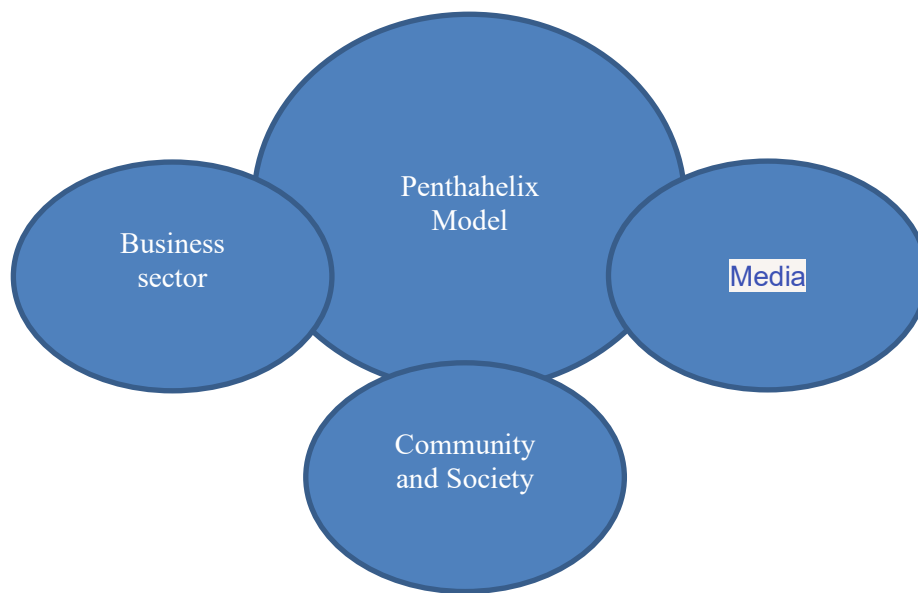 Penthahelix
Model
Business
sector
Media
Community
and Society